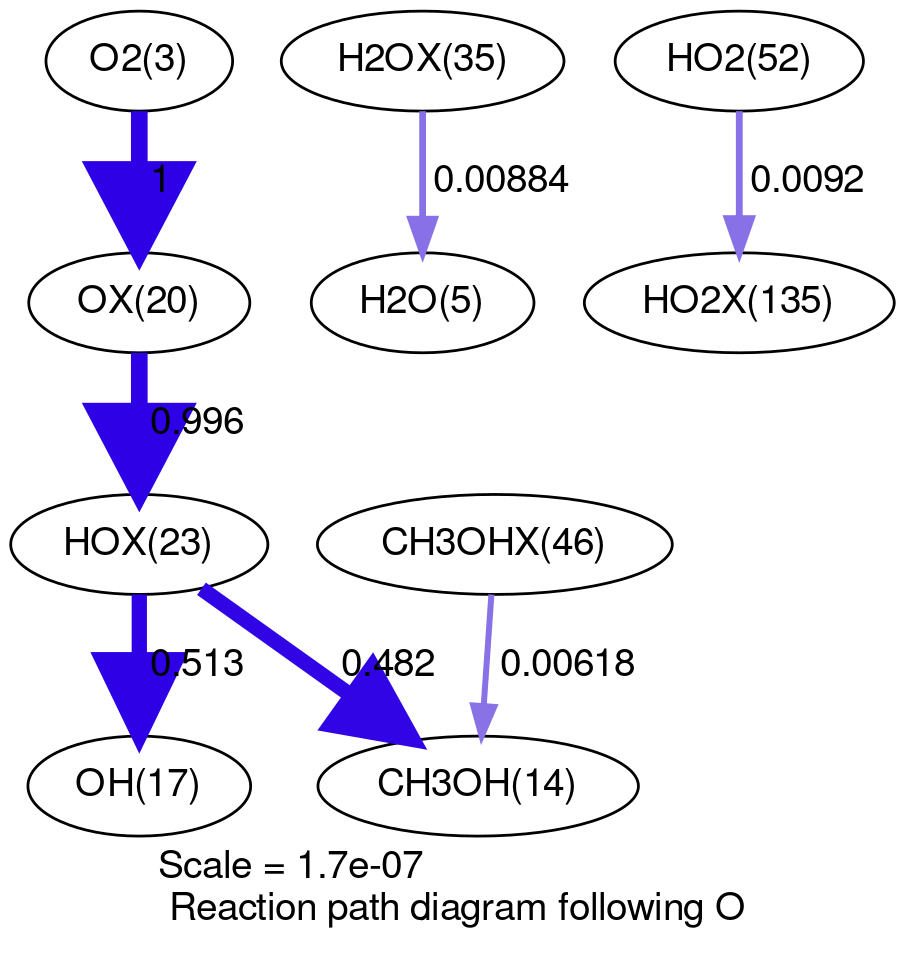 O2(3)
H2OX(35)
HO2(52)
1
0.00884
0.0092
OX(20)
H2O(5)
HO2X(135)
0.996
HOX(23)
CH3OHX(46)
0.513
0.482
0.00618
OH(17)
CH3OH(14)
Scale = 1.7e-07
Reaction path diagram following O